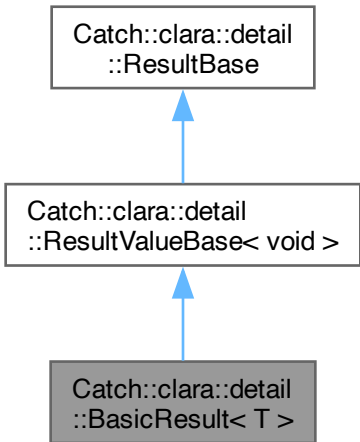 Catch::clara::detail
::ResultBase
Catch::clara::detail
::ResultValueBase< void >
Catch::clara::detail
::BasicResult< T >